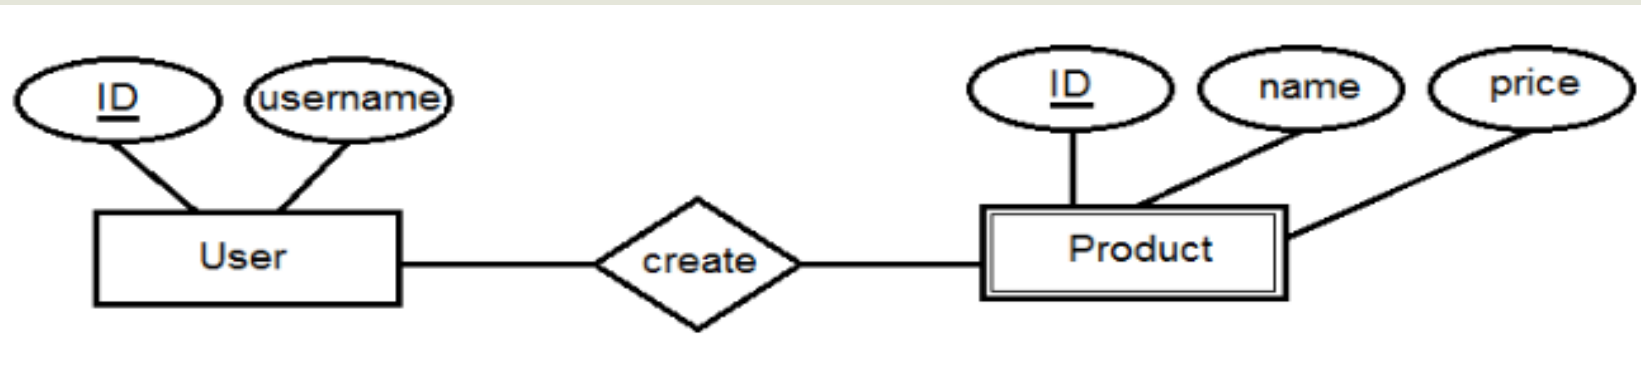 ID
username
ID
name
price
User
create
Product